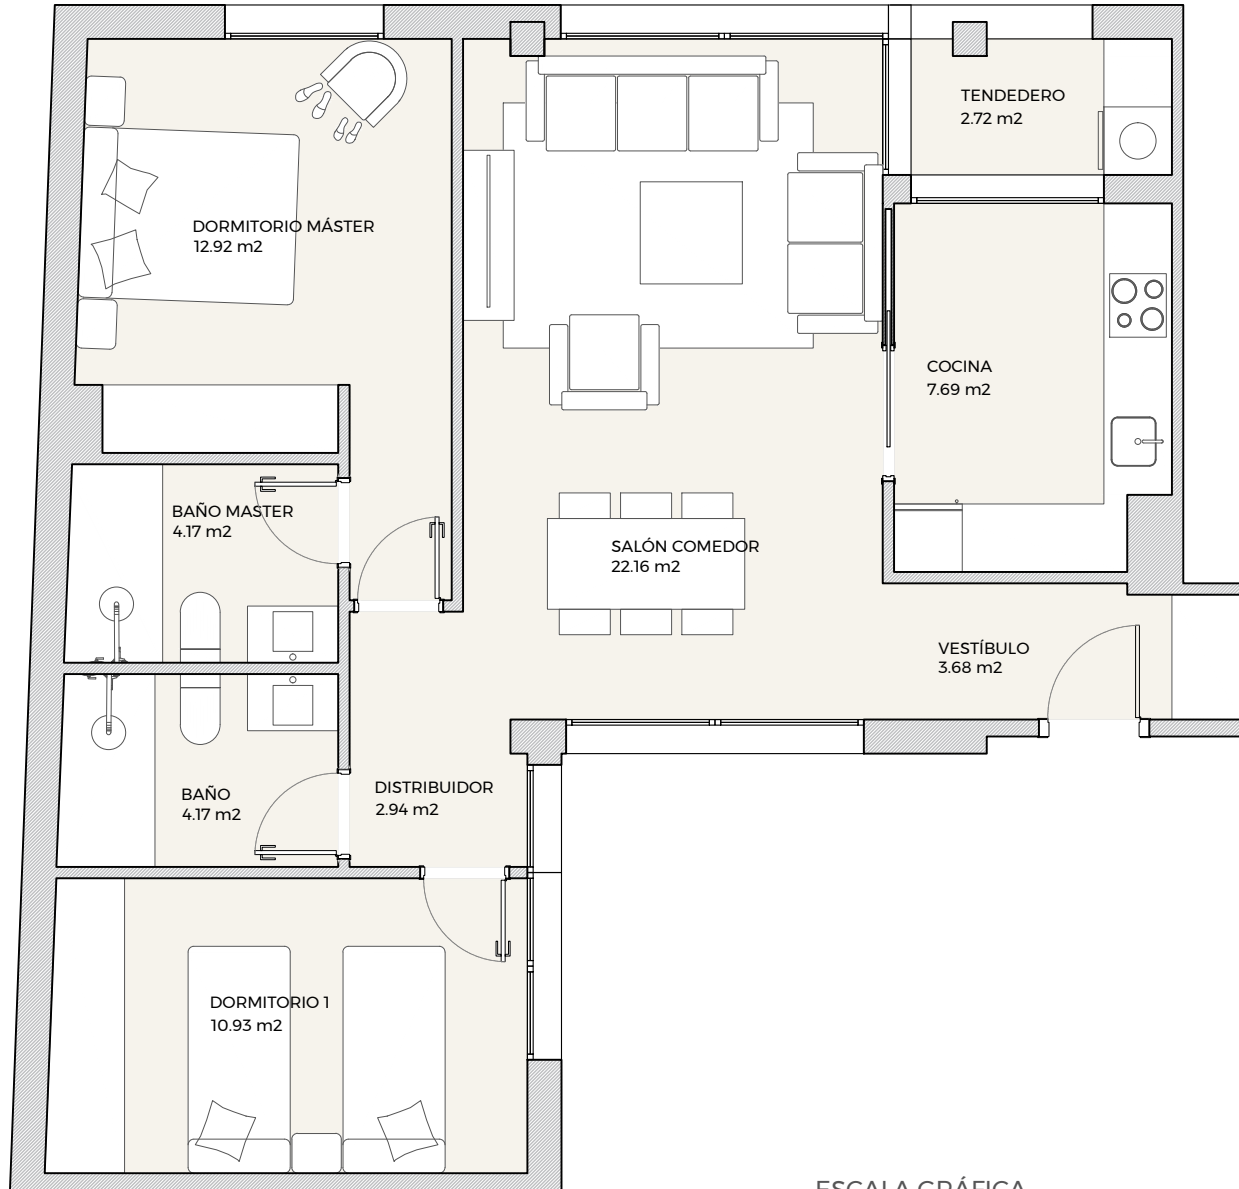 TENDEDERO
2.72 m2
DORMITORIO MÁSTER
12.92 m2
COCINA
7.69 m2
BAÑO MASTER
4.17 m2
SALÓN COMEDOR
22.16 m2
VESTÍBULO
3.68 m2
BAÑO
4.17 m2
DISTRIBUIDOR
2.94 m2
DORMITORIO 1
10.93 m2
ESCALA GRÁFICA